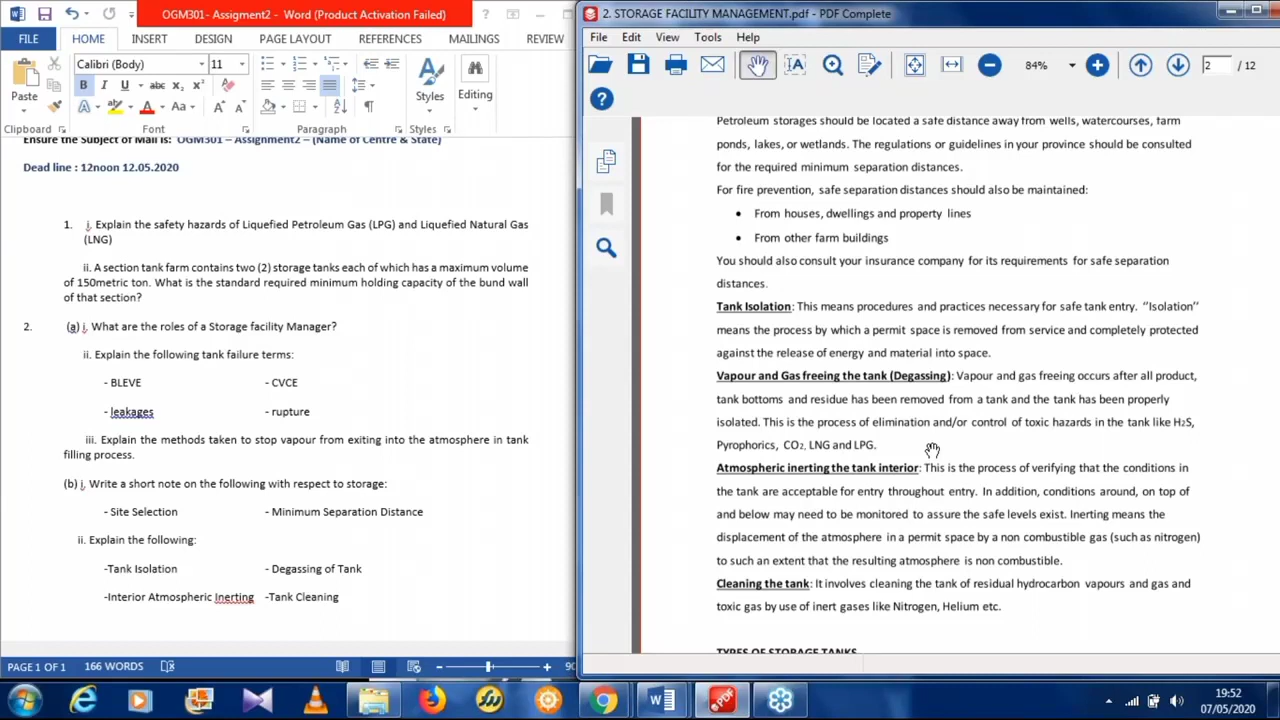 OGM301- Assigment2 - Word (Product Activation Failed)
FILE HOME INSERT DESIGN PAGE LAYOUT REFERENCES MAILINGS REVIEW
Calibri (Body) 11
Paste
Styles
Editing
Clipboard Font Paragraph Styles
Ensure the Subject of Mail is: OGM301 – Assignment2 – (Name of Centre & State)
Dead line : 12noon 12.05.2020
1. i. Explain the safety hazards of Liquefied Petroleum Gas (LPG) and Liquefied Natural Gas
(LNG)
ii. A section tank farm contains two (2) storage tanks each of which has a maximum volume
of 150metric ton. What is the standard required minimum holding capacity of the bund wall
of that section?
2. (a) i. What are the roles of a Storage facility Manager?
ii. Explain the following tank failure terms:
- BLEVE - CVCE
- leakages - rupture
iii. Explain the methods taken to stop vapour from exiting into the atmosphere in tank
filling process.
(b) i. Write a short note on the following with respect to storage:
- Site Selection - Minimum Separation Distance
ii. Explain the following:
-Tank Isolation - Degassing of Tank
-Interior Atmospheric Inerting -Tank Cleaning
PAGE 1 OF 1 166 WORDS 90
2. STORAGE FACILITY MANAGEMENT.pdf - PDF Complete
File Edit View Tools Help
84% 2 / 12
Petroleum storages should be located a safe distance away from wells, watercourses, farm
ponds, lakes, or wetlands. The regulations or guidelines in your province should be consulted
for the required minimum separation distances.
For fire prevention, safe separation distances should also be maintained:
• From houses, dwellings and property lines
• From other farm buildings
You should also consult your insurance company for its requirements for safe separation
distances.
Tank Isolation: This means procedures and practices necessary for safe tank entry. ‘’Isolation’’
means the process by which a permit space is removed from service and completely protected
against the release of energy and material into space.
Vapour and Gas freeing the tank (Degassing): Vapour and gas freeing occurs after all product,
tank bottoms and residue has been removed from a tank and the tank has been properly
isolated. This is the process of elimination and/or control of toxic hazards in the tank like H2S,
Pyrophorics, CO2, LNG and LPG.
Atmospheric inerting the tank interior: This is the process of verifying that the conditions in
the tank are acceptable for entry throughout entry. In addition, conditions around, on top of
and below may need to be monitored to assure the safe levels exist. Inerting means the
displacement of the atmosphere in a permit space by a non combustible gas (such as nitrogen)
to such an extent that the resulting atmosphere is non combustible.
Cleaning the tank: It involves cleaning the tank of residual hydrocarbon vapours and gas and
toxic gas by use of inert gases like Nitrogen, Helium etc.
TYPES OF STORAGE TANKS
19:52
07/05/2020